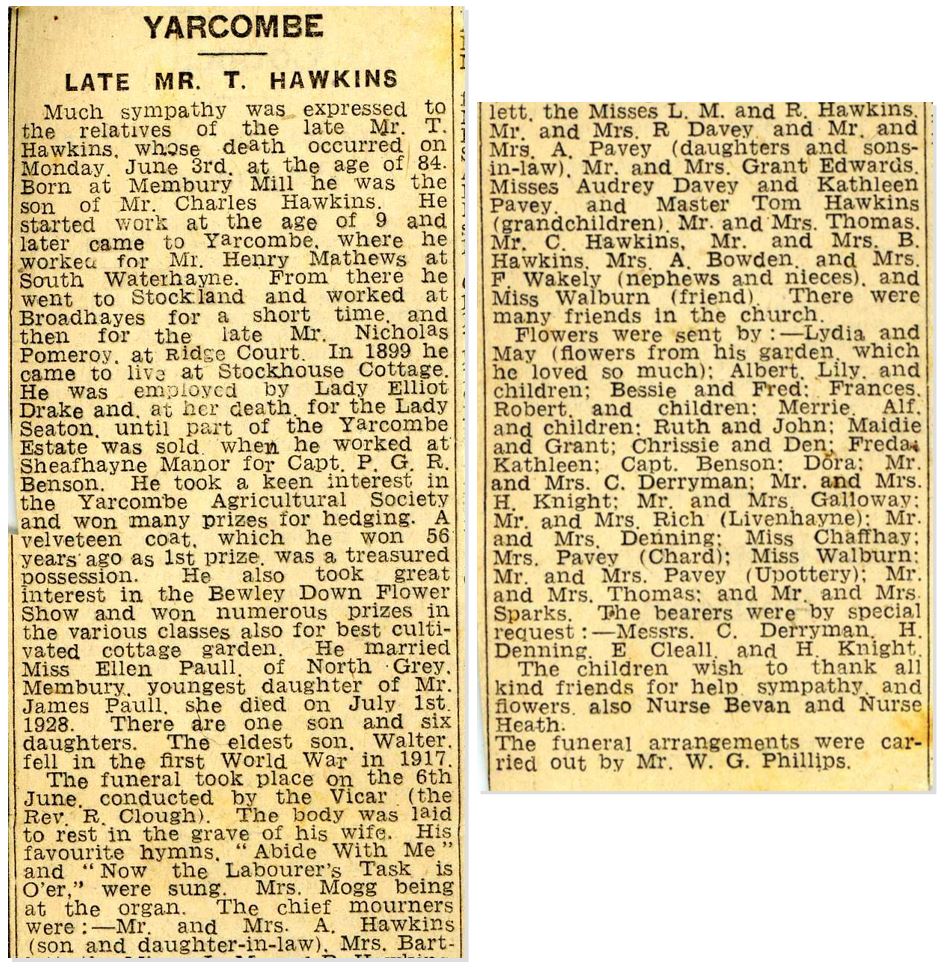 YARCOMBE
LATE MR. T. HAWKINS
Much sympathy was expressed to
the relatives of the late Mr. T.
Hawkins, whose death occurred on
Monday, June 3rd, at the age of 84.
Born at Membury Mill he was the
son of Mr. Charles Hawkins. He
started work at the age of 9 and
later came to Yarcombe, where he
worked for Mr. Henry Mathews at
South Waterhayne. From there he
went to Stockland and worked at
Broadhayes for a short time, and
then for the late Mr. Nicholas
Pomeroy, at Ridge Court. In 1899 he
came to live at Stockhouse Cottage.
He was employed by Lady Elliot
Drake and, at her death, for the Lady
Seaton, until part of the Yarcombe
Estate was sold, when he worked at
Sheafhayne Manor for Capt. P. G. R.
Benson. He took a keen interest in
the Yarcombe Agricultural Society
and won many prizes for hedging. A
velveteen coat, which he won 56
years ago as 1st prize, was a treasured
possession. He also took great
interest in the Bewley Down Flower
Show and won numerous prizes in
the various classes also for best culti-
vated cottage garden. He married
Miss Ellen Paull, of North Grey,
Membury, youngest daughter of Mr.
James Paull, she died on July 1st,
1928. There are one son and six
daughters. The eldest son, Walter,
fell in the first World War in 1917.
The funeral took place on the 6th
June, conducted by the Vicar (the
Rev. R. Clough). The body was laid
to rest in the grave of his wife. His
favourite hymns, "Abide With Me"
and "Now the Labourer's Task is
O'er," were sung. Mrs. Mogg being
at the organ. The chief mourners
were:—Mr. and Mrs. A. Hawkins
(son and daughter-in-law), Mrs. Bart-
lett, the Misses L. M. and R. Hawkins.
Mr. and Mrs. R Davey and Mr. and
Mrs. A. Pavey (daughters and sons-
in-law), Mr. and Mrs. Grant Edwards.
Misses Audrey Davey and Kathleen
Pavey, and Master Tom Hawkins
(grandchildren), Mr. and Mrs. Thomas,
Mr. C. Hawkins, Mr. and Mrs. B.
Hawkins, Mrs. A. Bowden, and Mrs.
F. Wakely (nephews and nieces), and
Miss Walburn (friend). There were
many friends in the church.
Flowers were sent by:—Lydia and
May (flowers from his garden, which
he loved so much); Albert, Lily, and
children; Bessie and Fred; Frances,
Robert, and children; Merrie, Alf,
and children; Ruth and John; Maidie
and Grant; Chrissie and Den; Freda;
Kathleen; Capt. Benson; Dora; Mr.
and Mrs. C. Derryman; Mr. and Mrs.
H. Knight; Mr. and Mrs. Galloway;
Mr. and Mrs. Rich (Livenhayne); Mr.
and Mrs. Denning; Miss Chaffhay;
Mrs. Pavey (Chard); Miss Walburn;
Mr. and Mrs. Pavey (Upottery); Mr.
and Mrs. Thomas; and Mr. and Mrs.
Sparks. The bearers were by special
request:—Messrs. C. Derryman, H.
Denning, E. Cleall, and H. Knight.
The children wish to thank all
kind friends for help, sympathy, and
flowers, also Nurse Bevan and Nurse
Heath.
The funeral arrangements were car-
ried out by Mr. W. G. Phillips.